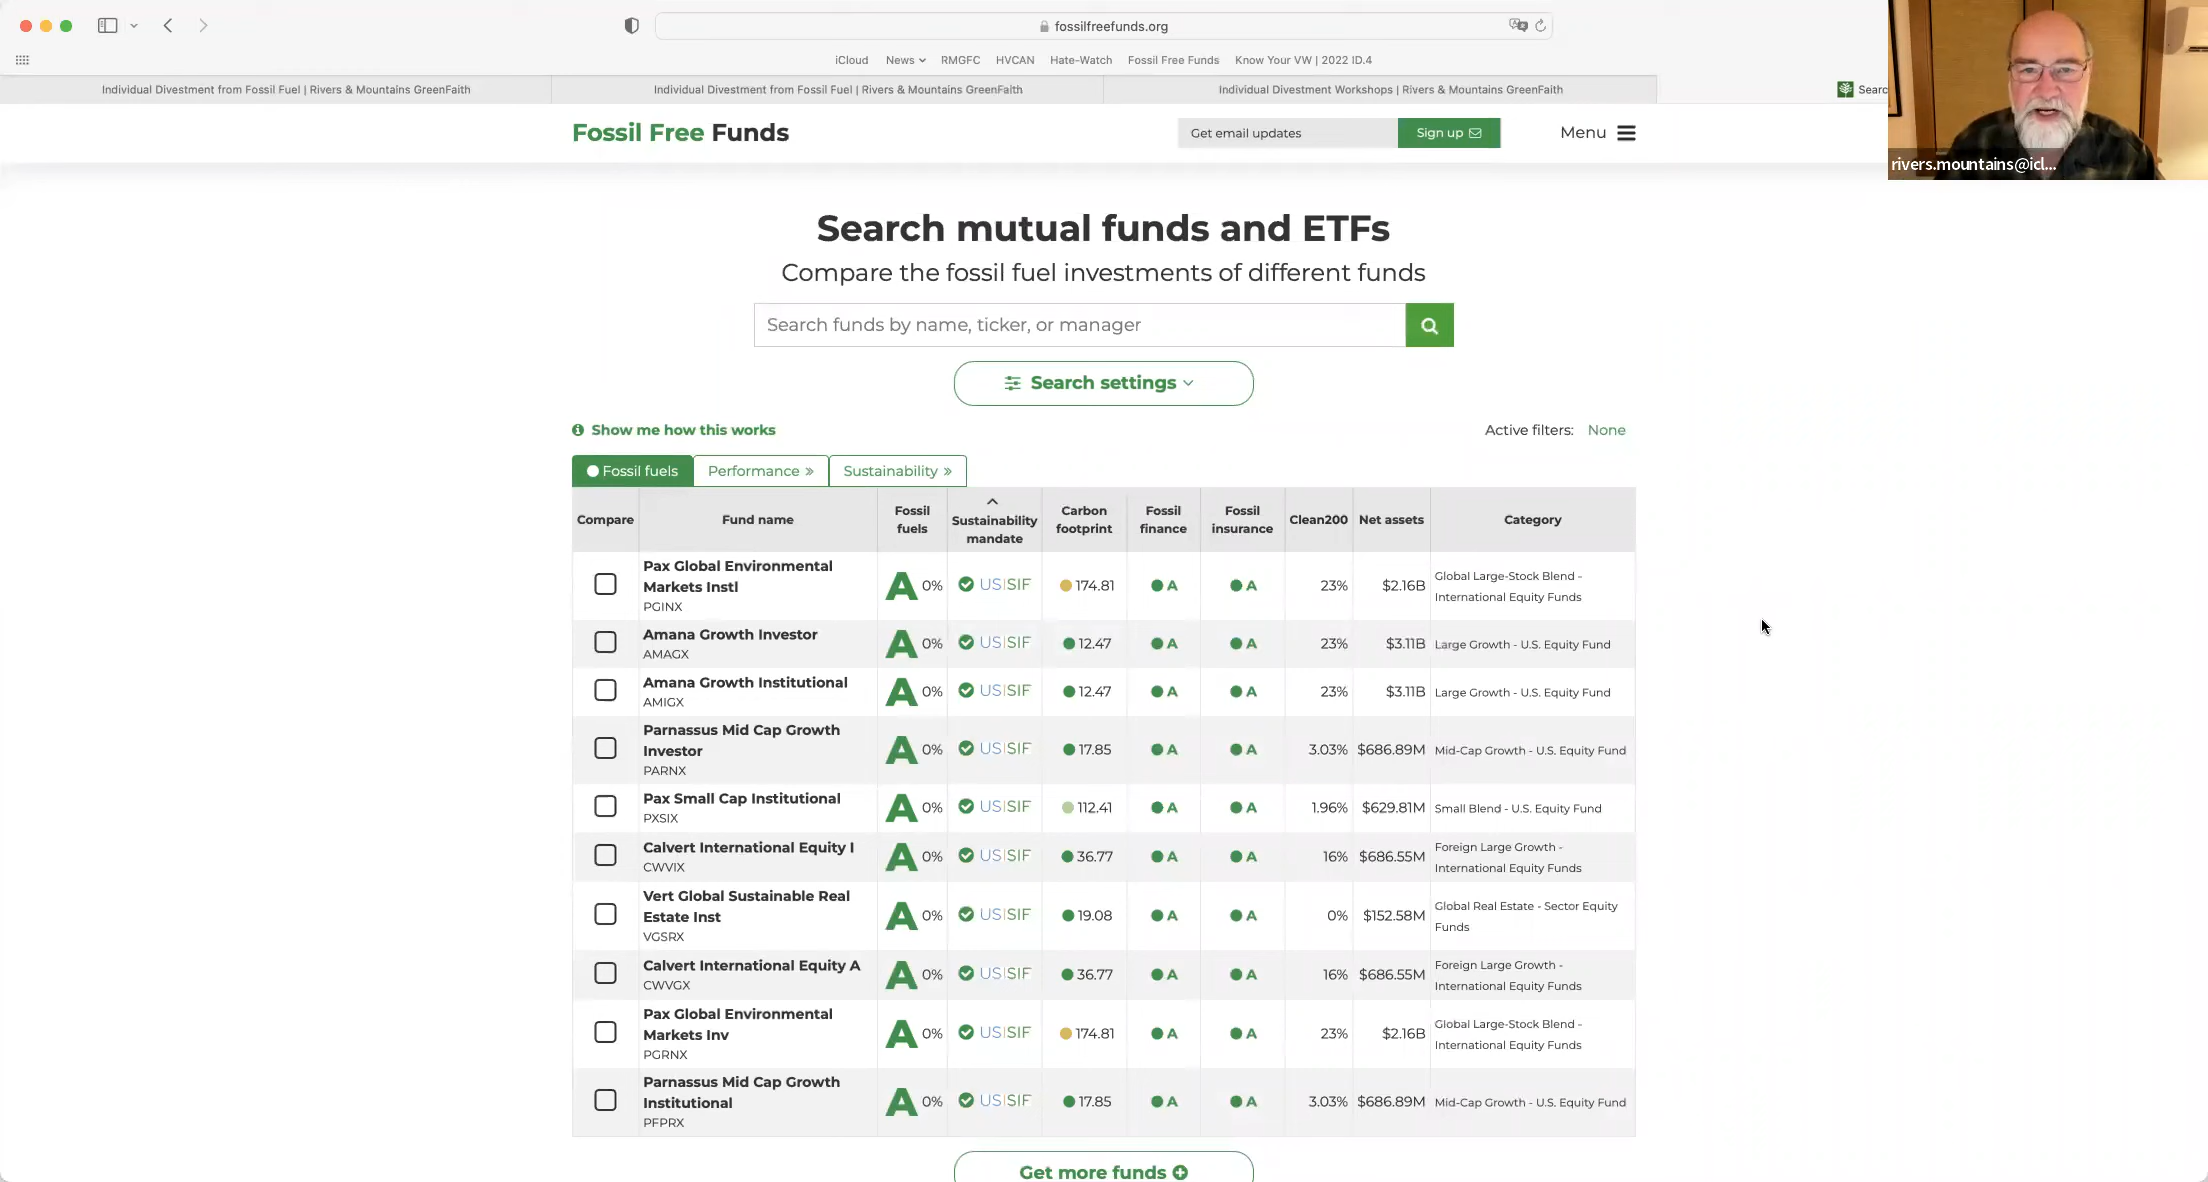 fossilfreefunds.org
iCloud News RMGFC HVCAN Hate-Watch Fossil Free Funds Know Your VW | 2022 ID.4
Individual Divestment from Fossil Fuel | Rivers & Mountains GreenFaith
Individual Divestment from Fossil Fuel | Rivers & Mountains GreenFaith
Individual Divestment Workshops | Rivers & Mountains GreenFaith
Searc
rivers.mountains@icl...
Fossil Free Funds
Get email updates
Sign up
Menu
Search mutual funds and ETFs
Compare the fossil fuel investments of different funds
Search funds by name, ticker, or manager
Search settings
Show me how this works
Active filters: None
Fossil fuels
Performance »
Sustainability »
Compare
Fund name
Fossil
fuels
Sustainability
mandate
Carbon
footprint
Fossil
finance
Fossil
insurance
Clean200
Net assets
Category
Pax Global Environmental
Markets Instl
PGINX
A 0% US|SIF 174.81 A A 23% $2.16B
Global Large-Stock Blend -
International Equity Funds
Amana Growth Investor
AMAGX
A 0% US|SIF 12.47 A A 23% $3.11B Large Growth - U.S. Equity Fund
Amana Growth Institutional
AMIGX
A 0% US|SIF 12.47 A A 23% $3.11B Large Growth - U.S. Equity Fund
Parnassus Mid Cap Growth
Investor
PARNX
A 0% US|SIF 17.85 A A 3.03% $686.89M Mid-Cap Growth - U.S. Equity Fund
Pax Small Cap Institutional
PXSIX
A 0% US|SIF 112.41 A A 1.96% $629.81M Small Blend - U.S. Equity Fund
Calvert International Equity I
CWVIX
A 0% US|SIF 36.77 A A 16% $686.55M
Foreign Large Growth -
International Equity Funds
Vert Global Sustainable Real
Estate Inst
VGSRX
A 0% US|SIF 19.08 A A 0% $152.58M
Global Real Estate - Sector Equity
Funds
Calvert International Equity A
CWVGX
A 0% US|SIF 36.77 A A 16% $686.55M
Foreign Large Growth -
International Equity Funds
Pax Global Environmental
Markets Inv
PGRNX
A 0% US|SIF 174.81 A A 23% $2.16B
Global Large-Stock Blend -
International Equity Funds
Parnassus Mid Cap Growth
Institutional
PFPRX
A 0% US|SIF 17.85 A A 3.03% $686.89M Mid-Cap Growth - U.S. Equity Fund
Get more funds